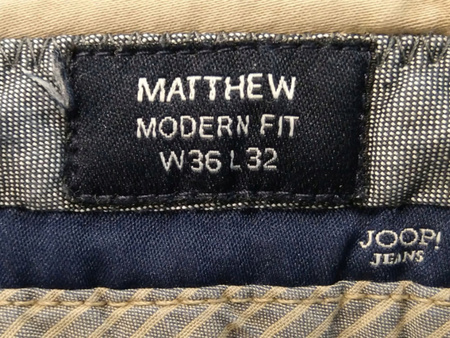 MATTHEW
MODERN FIT
W36 L32
JOOP!
JEANS